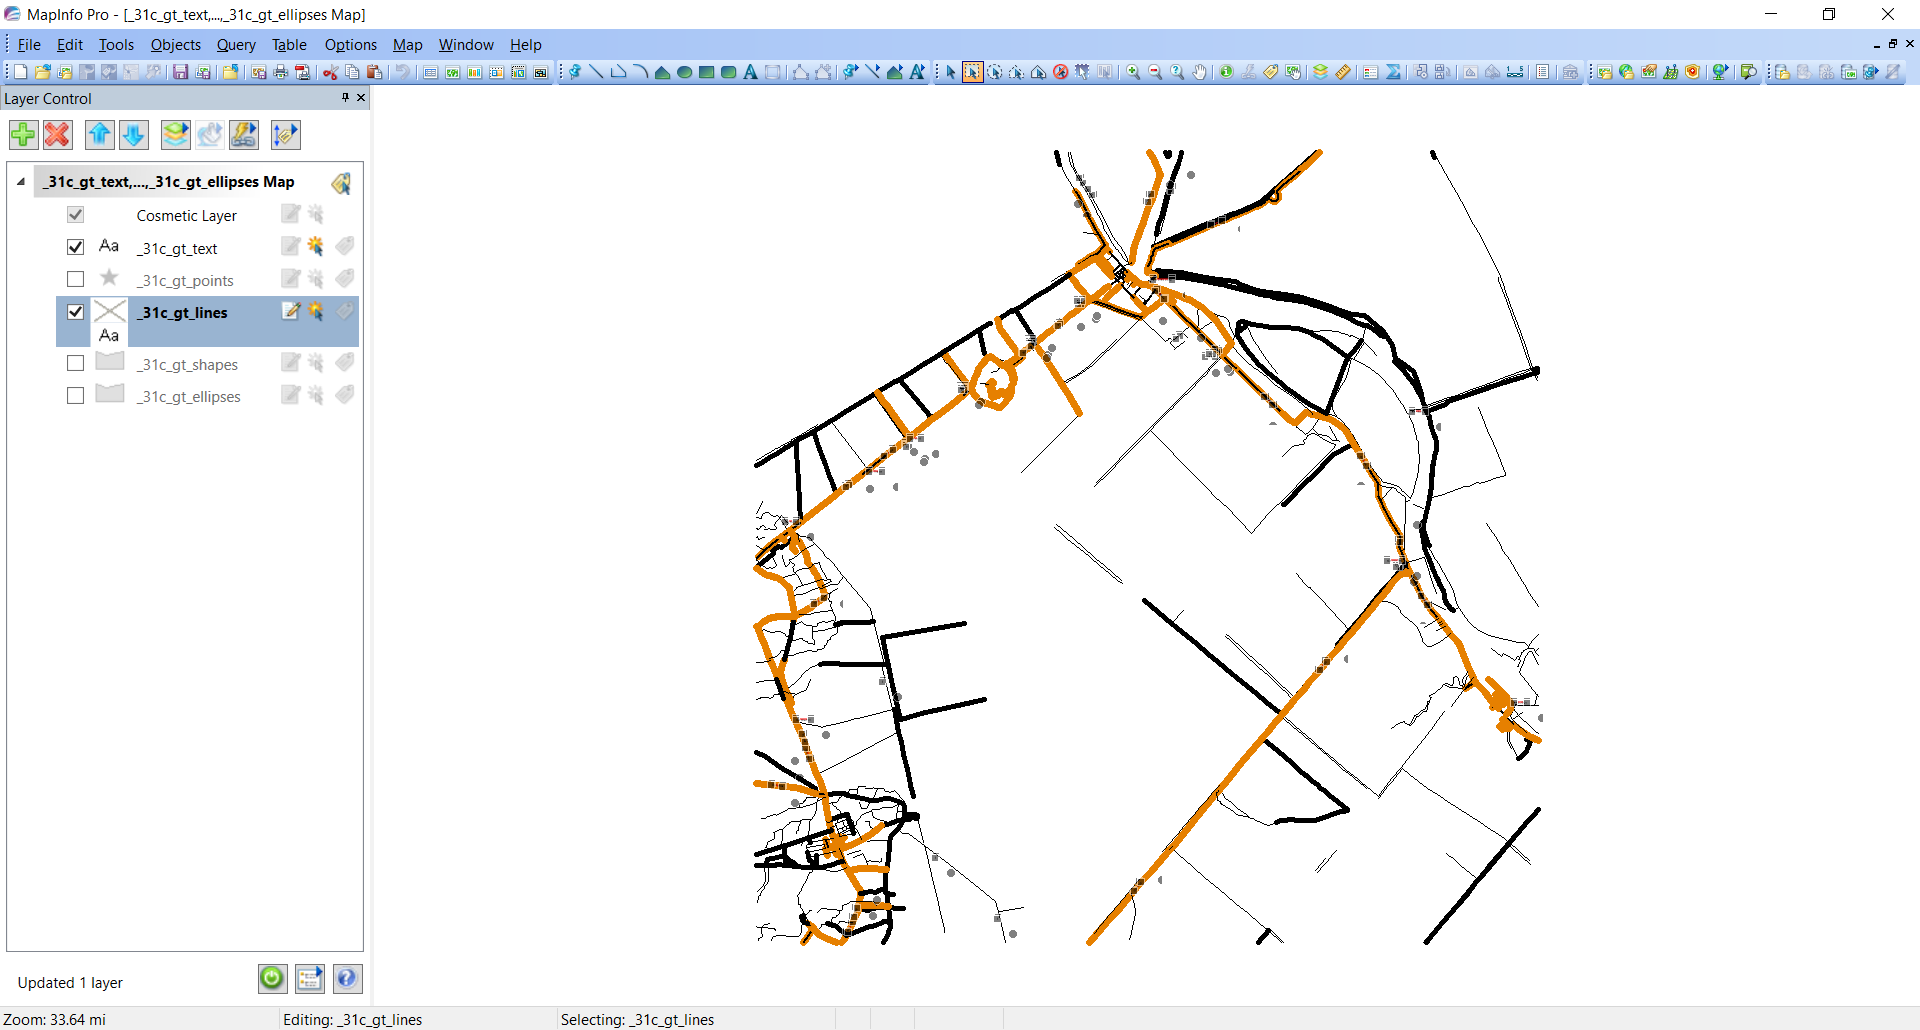 MapInfo Pro - [_31c_gt_text,...,_31c_gt_ellipses Map]
File Edit Tools Objects Query Table Options Map Window Help
Layer Control
_31c_gt_text,...,_31c_gt_ellipses Map
Cosmetic Layer
Aa _31c_gt_text
_31c_gt_points
_31c_gt_lines
Aa
_31c_gt_shapes
_31c_gt_ellipses
Updated 1 layer
Zoom: 33.64 mi Editing: _31c_gt_lines Selecting: _31c_gt_lines